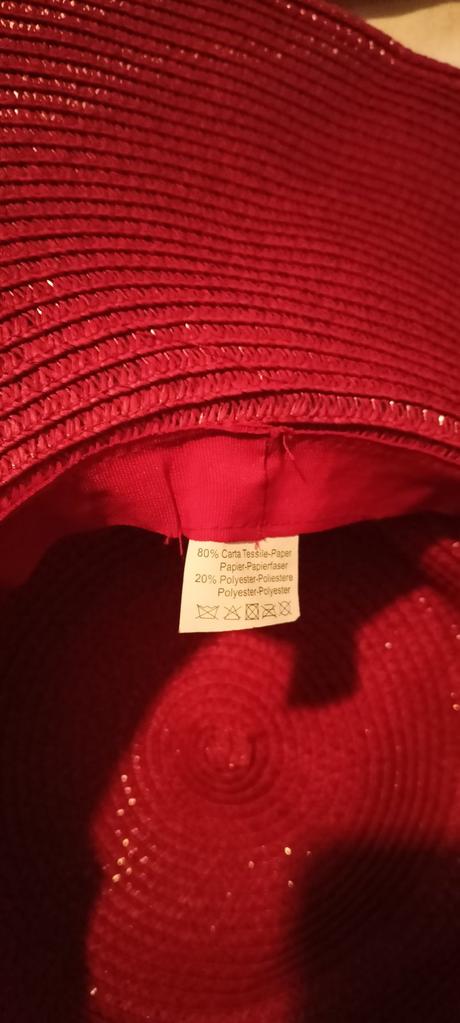 80% Carta Tessile-Paper
Papier-Papierfaser
20% Polyester-Poliestere
Polyester-Polyester